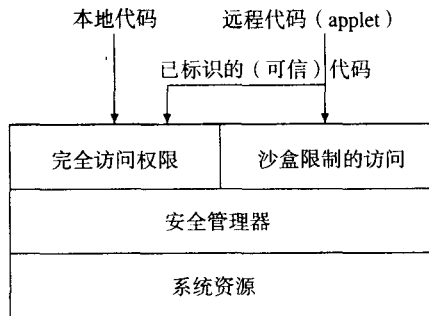 本地代码
远程代码（applet）
已标识的（可信）代码
完全访问权限
沙盒限制的访问
安全管理器
系统资源